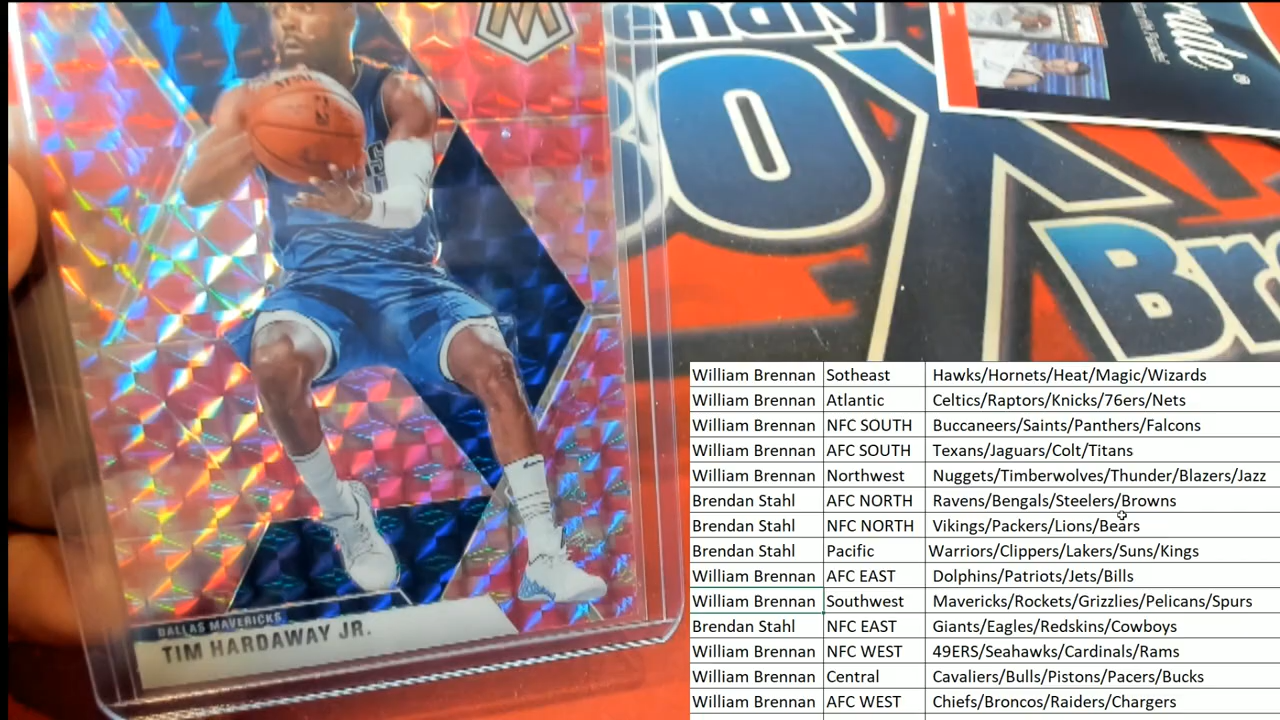 BALLAS MAVERICKS
TIM HARDAWAY JR.
OX
Br
William Brennan Sotheast Hawks/Hornets/Heat/Magic/Wizards
William Brennan Atlantic Celtics/Raptors/Knicks/76ers/Nets
William Brennan NFC SOUTH Buccaneers/Saints/Panthers/Falcons
William Brennan AFC SOUTH Texans/Jaguars/Colt/Titans
William Brennan Northwest Nuggets/Timberwolves/Thunder/Blazers/Jazz
Brendan Stahl AFC NORTH Ravens/Bengals/Steelers/Browns
Brendan Stahl NFC NORTH Vikings/Packers/Lions/Bears
Brendan Stahl Pacific Warriors/Clippers/Lakers/Suns/Kings
William Brennan AFC EAST Dolphins/Patriots/Jets/Bills
William Brennan Southwest Mavericks/Rockets/Grizzlies/Pelicans/Spurs
Brendan Stahl NFC EAST Giants/Eagles/Redskins/Cowboys
William Brennan NFC WEST 49ERS/Seahawks/Cardinals/Rams
William Brennan Central Cavaliers/Bulls/Pistons/Pacers/Bucks
William Brennan AFC WEST Chiefs/Broncos/Raiders/Chargers